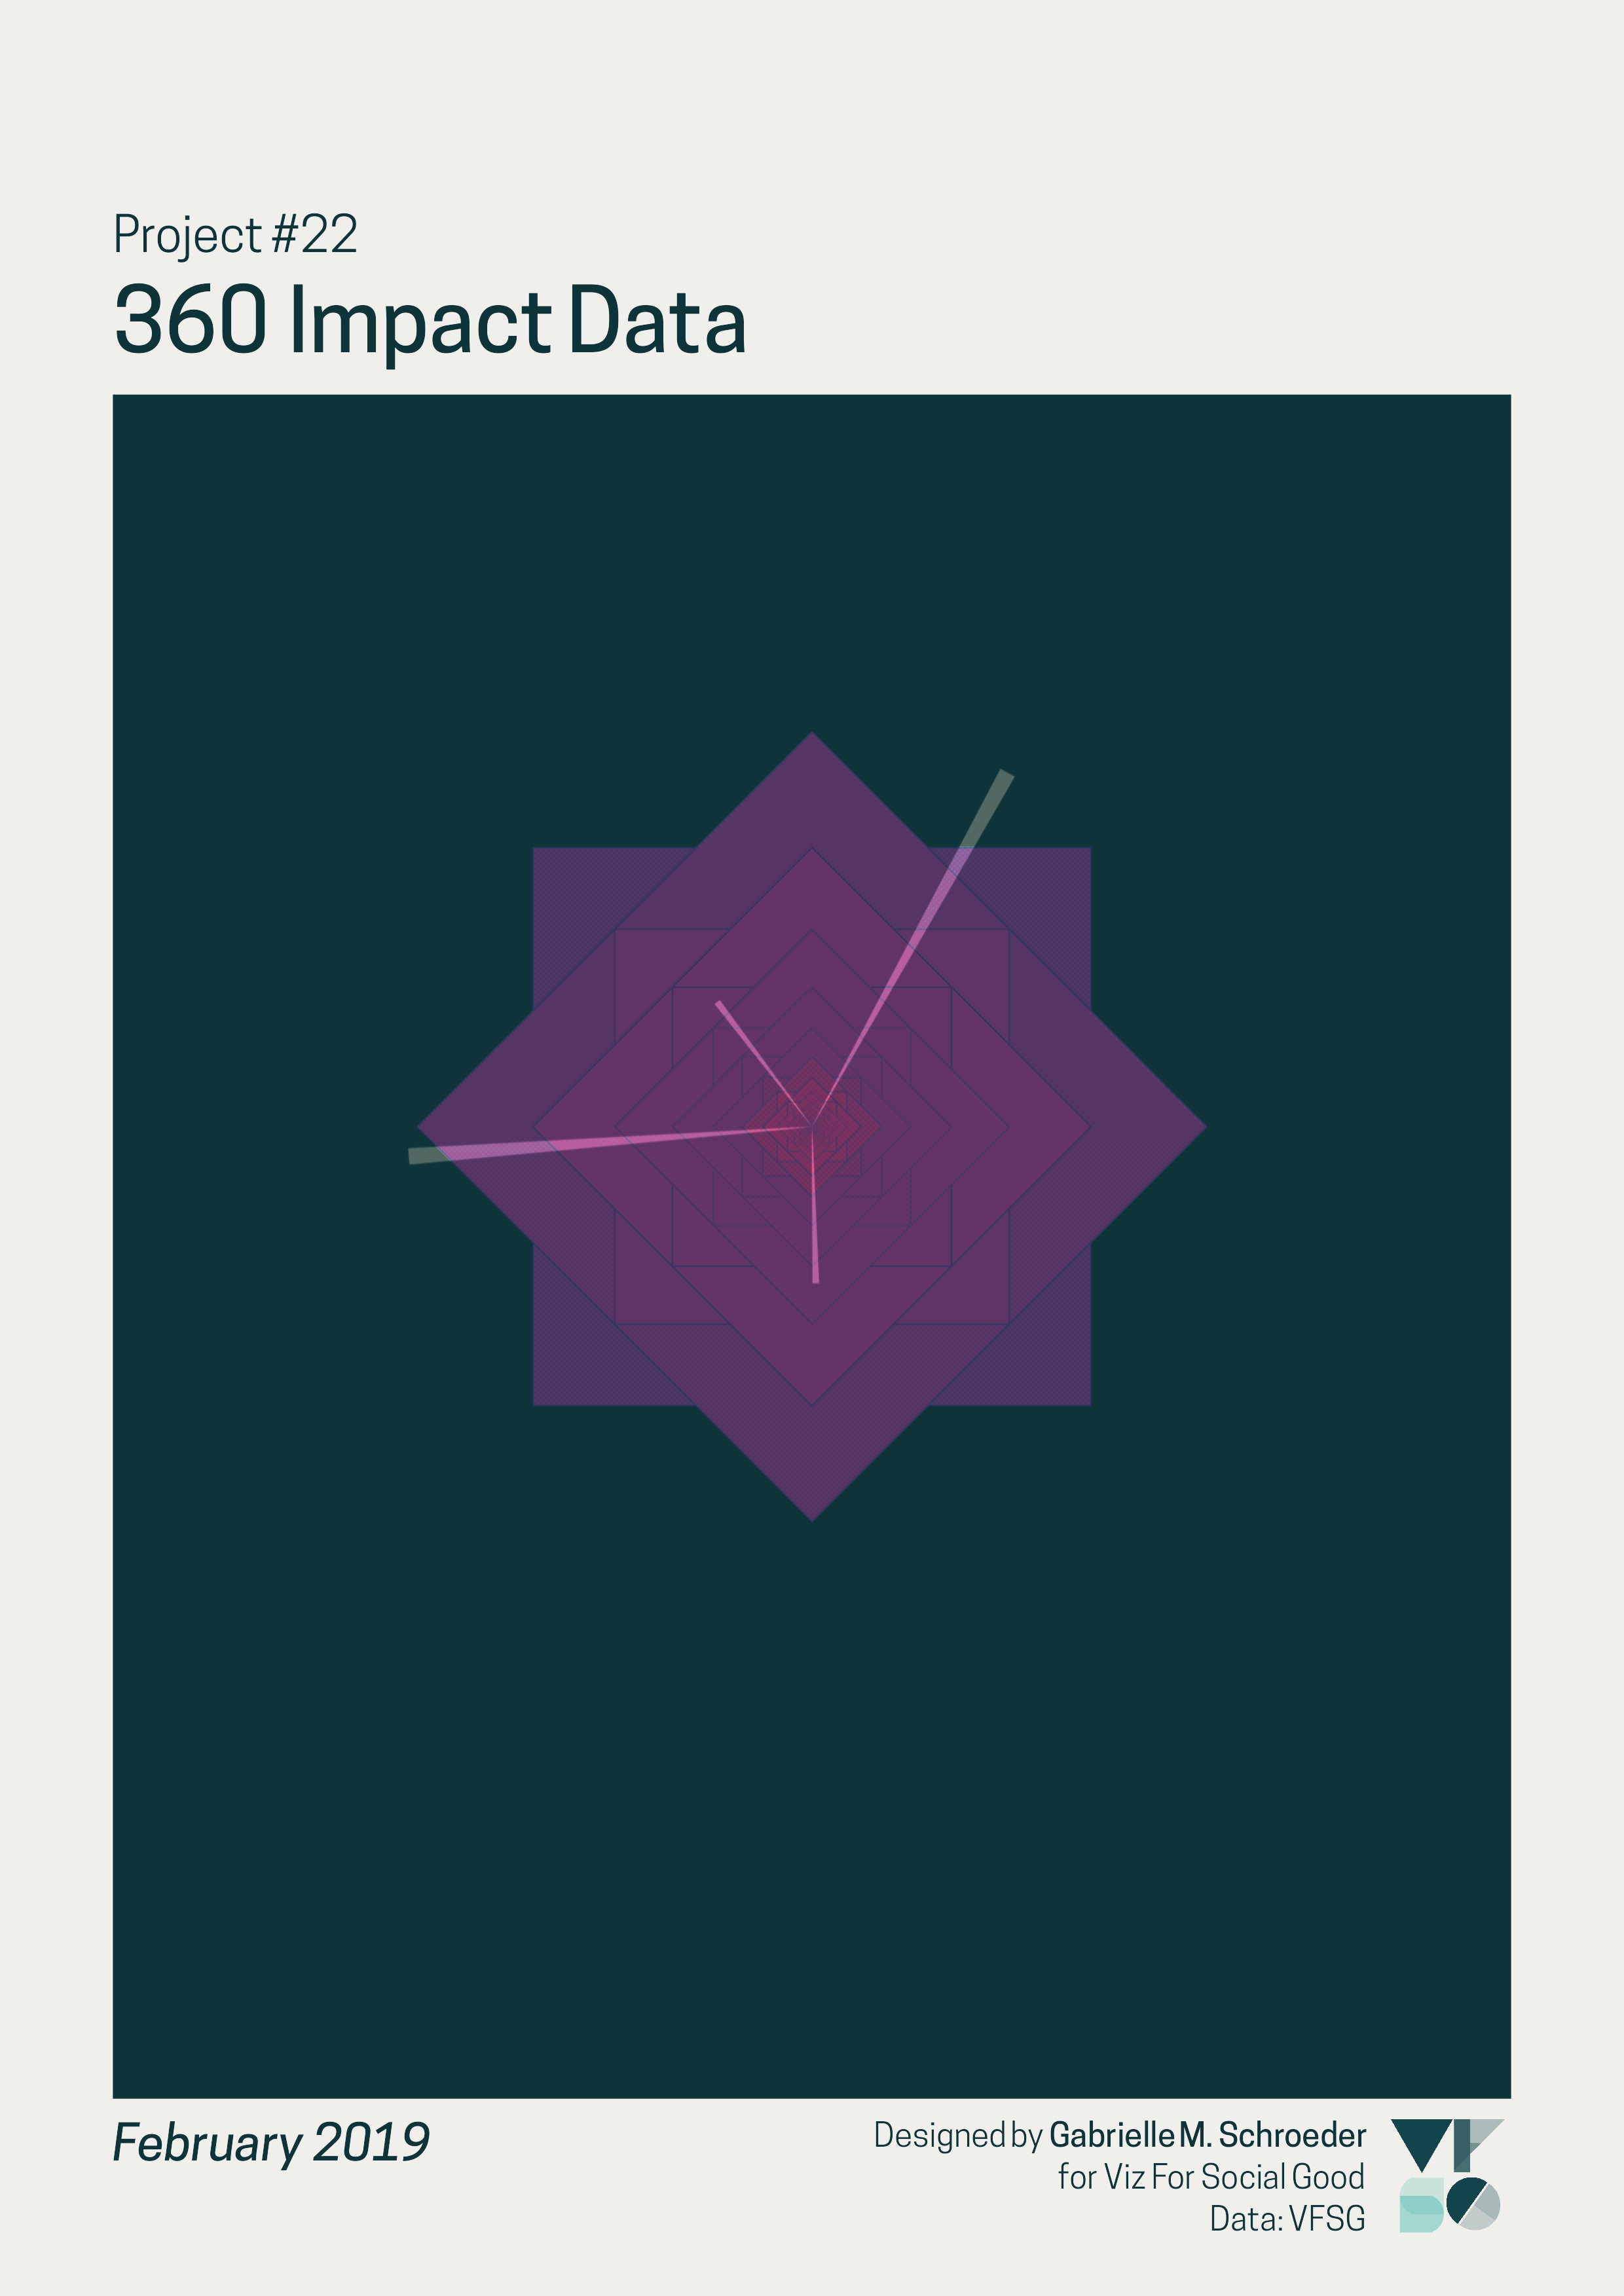 Project #22
360 Impact Data
February 2019
Designed by Gabrielle M. Schroeder
for Viz For Social Good
Data: VFSG